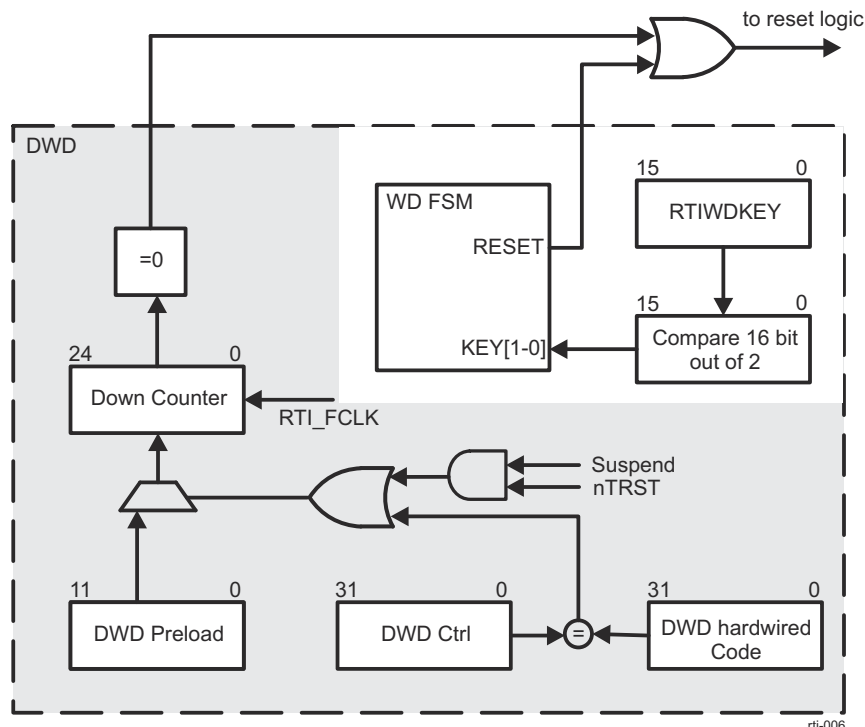 to reset logic
DWD
WD FSM
15 0
RTIWDKEY
RESET
=0
15 0
KEY[1-0]
Compare 16 bit
out of 2
24 0
Down Counter
RTI_FCLK
Suspend
nTRST
11 0
DWD Preload
31 0
DWD Ctrl
=
31 0
DWD hardwired
Code
rti-006